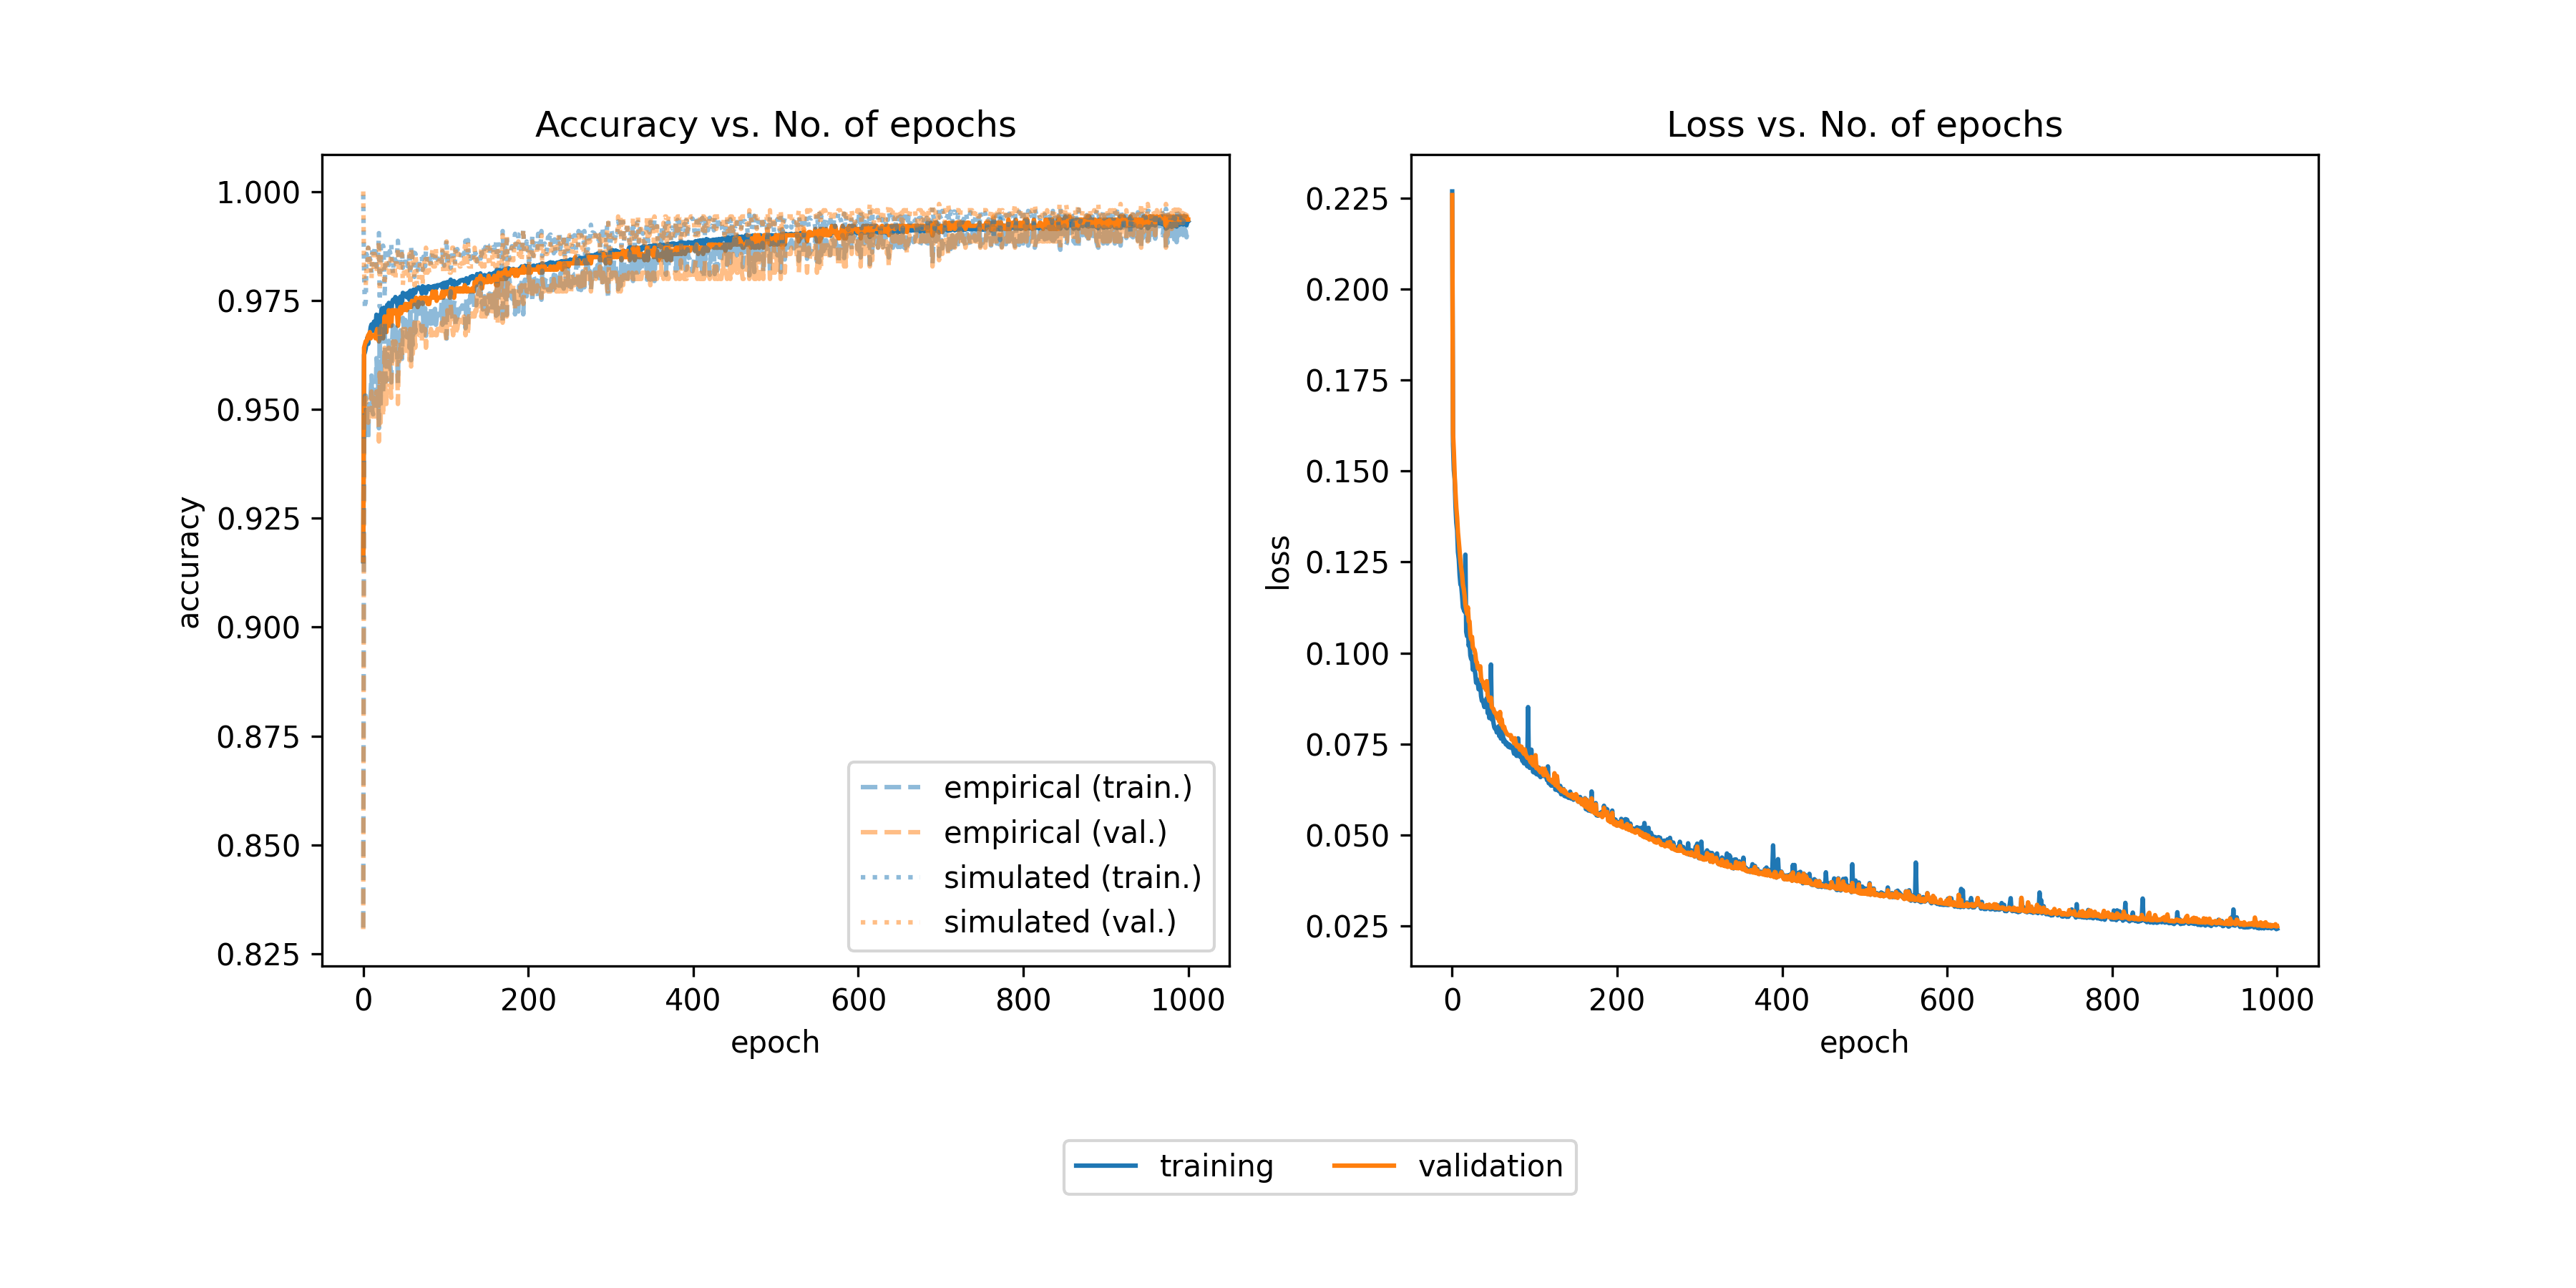 Accuracy vs. No. of epochs
1.000
0.975
0.950
0.925
0.900
0.875
0.850
0.825
accuracy
0 200 400 600 800 1000
epoch
empirical (train.)
empirical (val.)
simulated (train.)
simulated (val.)
Loss vs. No. of epochs
0.225
0.200
0.175
0.150
0.125
0.100
0.075
0.050
0.025
loss
0 200 400 600 800 1000
epoch
training validation